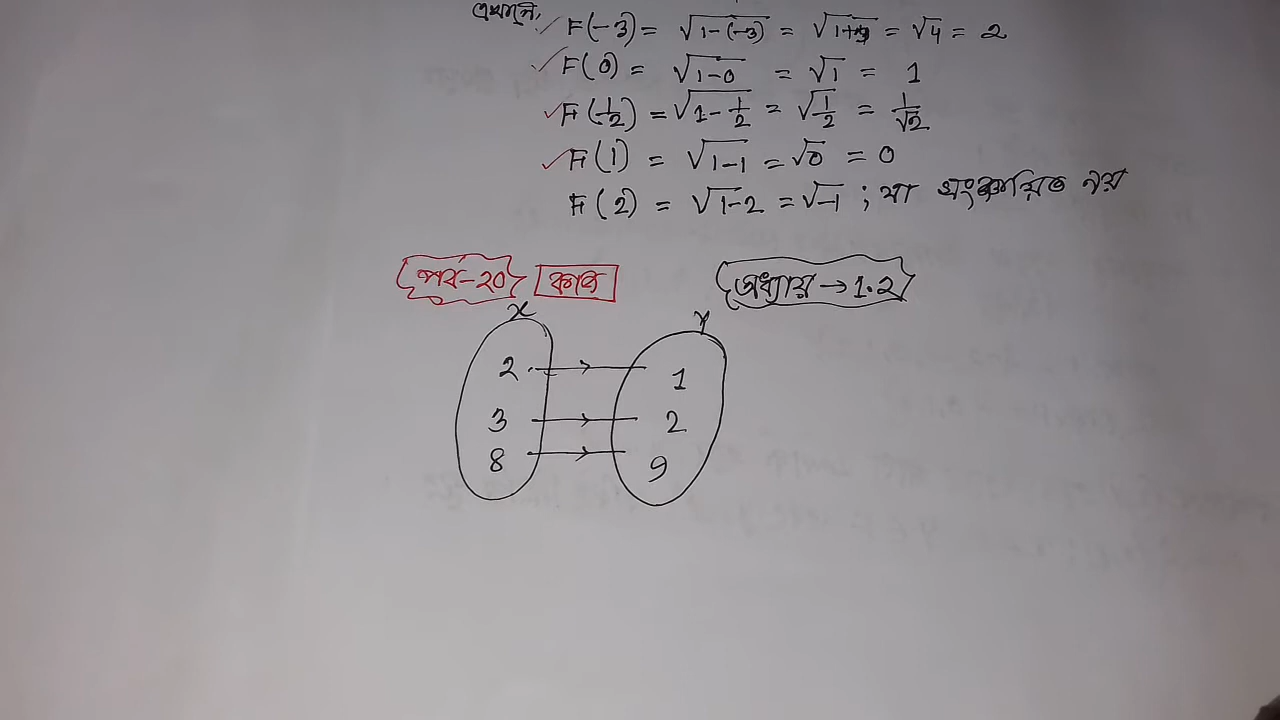 এখানে, F(-3) = √1-(-3) = √1+3 = √4 = 2
F(0) = √1-0 = √1 = 1
F(1/2) = √1-1/2 = √1/2 = 1/√2
F(1) = √1-1 = √0 = 0
F(2) = √1-2 = √-1 ; যা সংজ্ঞায়িত নয়
পর্ব-২০ কাজ অধ্যায় → 1.2
X Y
2 1
3 2
8 9